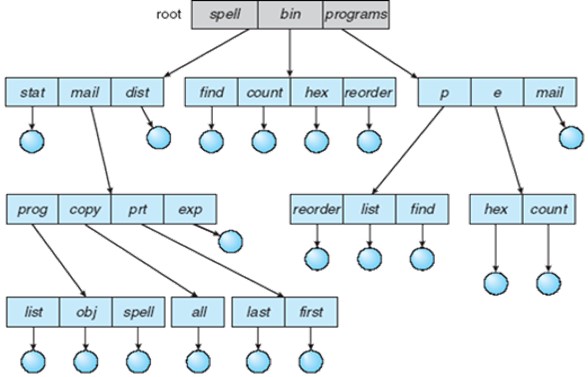 root spell bin programs
stat mail dist find count hex reorder p e mail
prog copy prt exp reorder list find hex count
list obj spell all last first